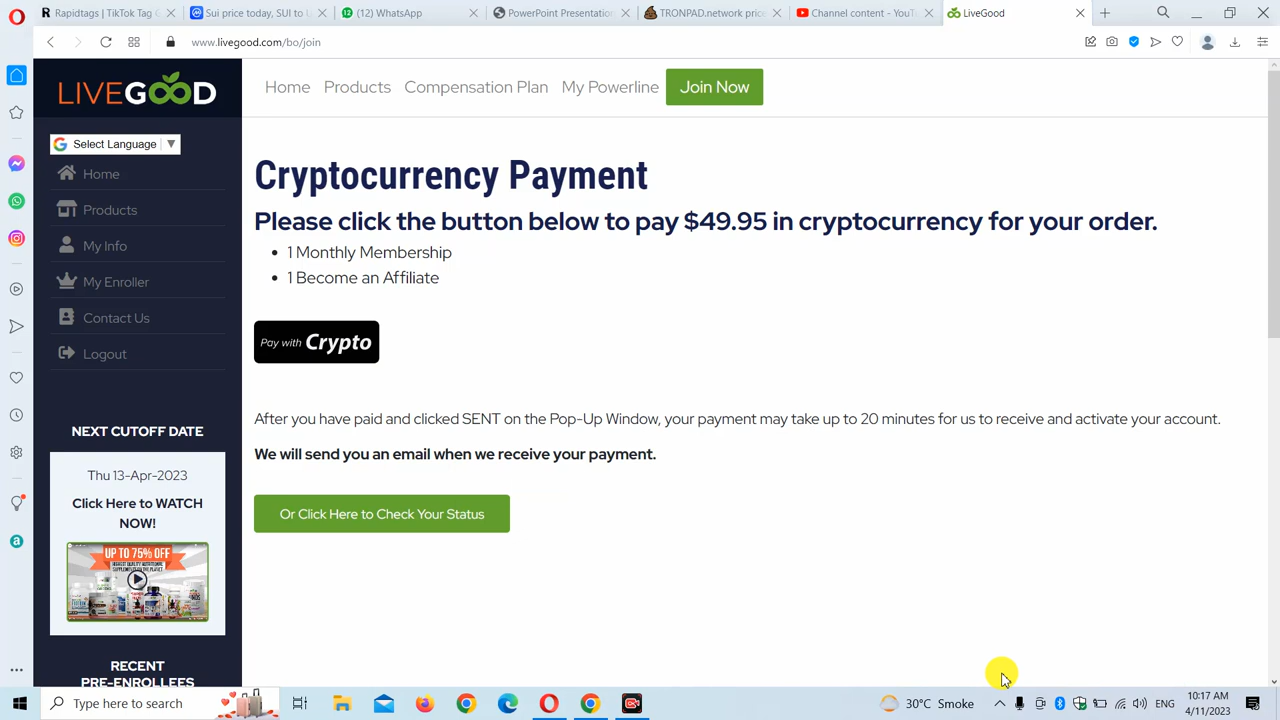 Rapidtags | TikTok Tag G
Sui price today, SUI to U
(12) WhatsApp
PowerPoint Presentation
TRONPAD.network price
Channel content - YouTu
LiveGood
www.livegood.com/bo/join
LIVEGOOD
Home
Products
Compensation Plan
My Powerline
Join Now
Select Language
Home
Products
My Info
My Enroller
Contact Us
Logout
NEXT CUTOFF DATE
Thu 13-Apr-2023
Click Here to WATCH
NOW!
UP TO 75% OFF
RECENT
PRE-ENROLLEES
Cryptocurrency Payment
Please click the button below to pay $49.95 in cryptocurrency for your order.
1 Monthly Membership
1 Become an Affiliate
Pay with Crypto
After you have paid and clicked SENT on the Pop-Up Window, your payment may take up to 20 minutes for us to receive and activate your account.
We will send you an email when we receive your payment.
Or Click Here to Check Your Status
Type here to search
30°C Smoke
ENG
10:17 AM
4/11/2023